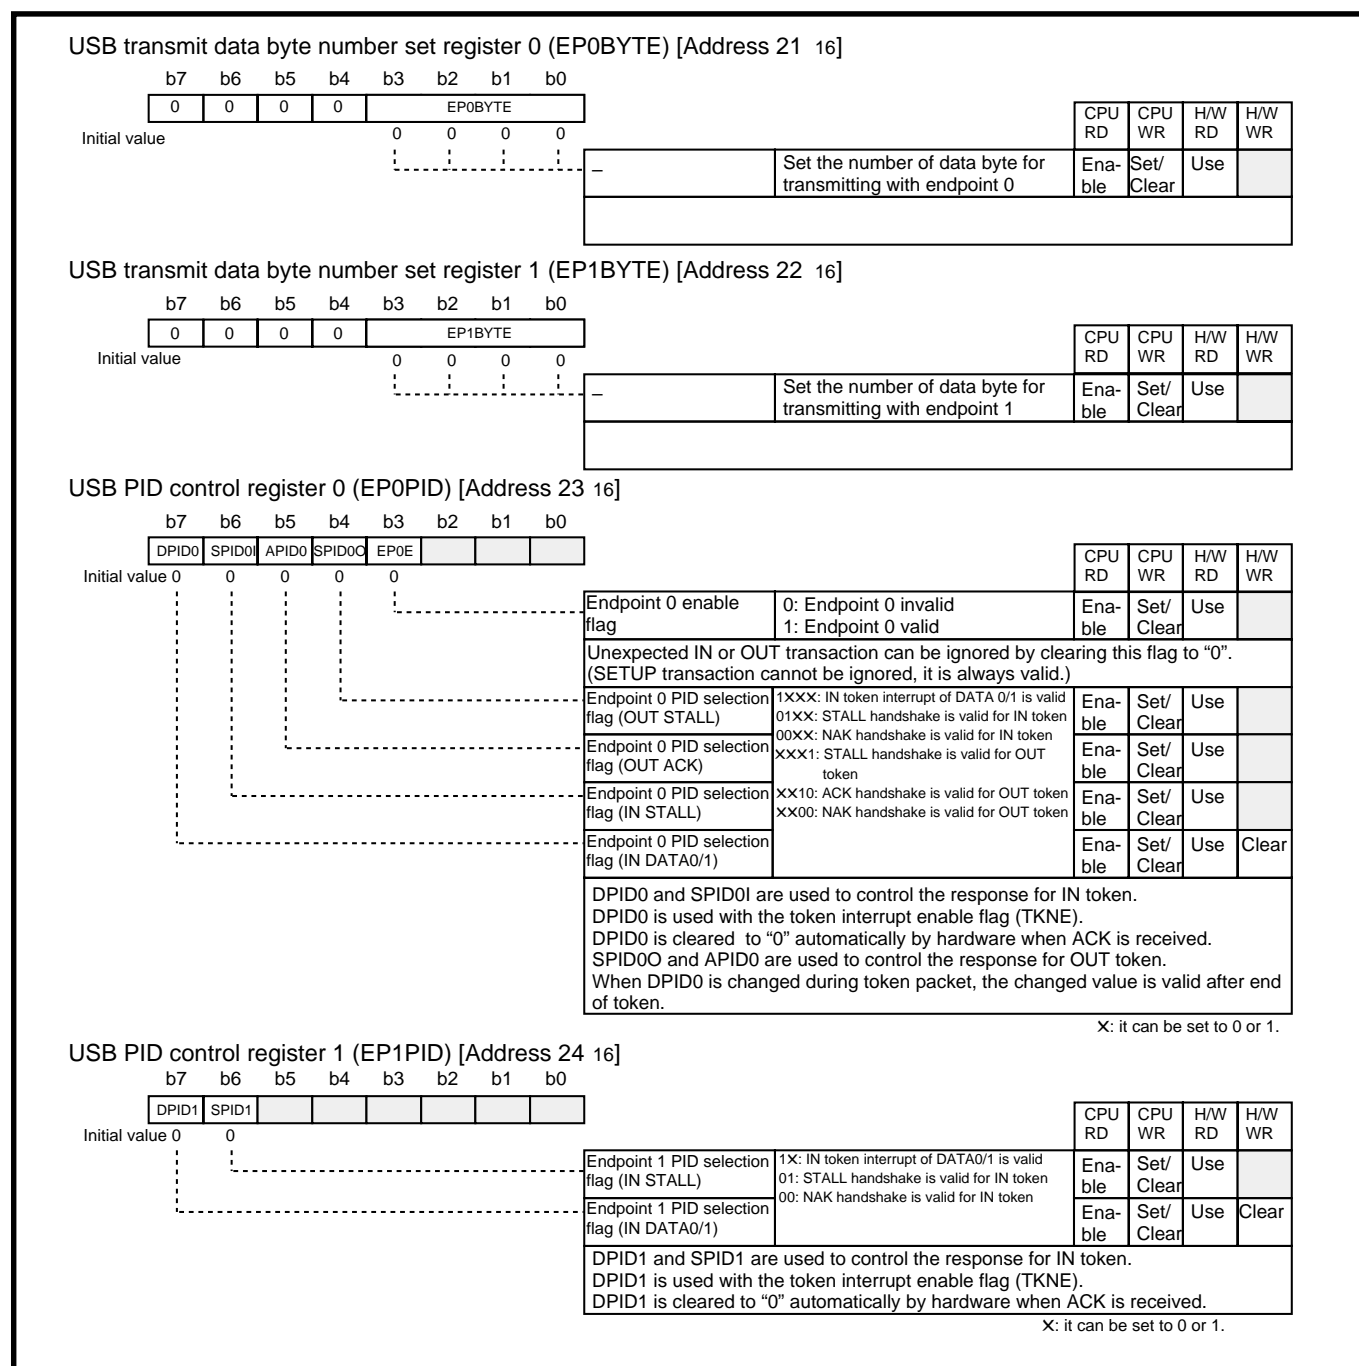 USB transmit data byte number set register 0 (EP0BYTE) [Address 21 16]
b7 b6 b5 b4 b3 b2 b1 b0
0 0 0 0 EP0BYTE
Initial value 0 0 0 0
CPU RD CPU WR H/W RD H/W WR
– Set the number of data byte for Ena- Set/ Use
transmitting with endpoint 0 ble Clear
USB transmit data byte number set register 1 (EP1BYTE) [Address 22 16]
b7 b6 b5 b4 b3 b2 b1 b0
0 0 0 0 EP1BYTE
Initial value 0 0 0 0
CPU RD CPU WR H/W RD H/W WR
– Set the number of data byte for Ena- Set/ Use
transmitting with endpoint 1 ble Clear
USB PID control register 0 (EP0PID) [Address 23 16]
b7 b6 b5 b4 b3 b2 b1 b0
DPID0 SPID0I APID0 SPID0O EP0E
Initial value 0 0 0 0 0
CPU RD CPU WR H/W RD H/W WR
Endpoint 0 enable 0: Endpoint 0 invalid Ena- Set/ Use
flag 1: Endpoint 0 valid ble Clear
Unexpected IN or OUT transaction can be ignored by clearing this flag to “0”.
(SETUP transaction cannot be ignored, it is always valid.)
Endpoint 0 PID selection 1XXX: IN token interrupt of DATA 0/1 is valid Ena- Set/ Use
flag (OUT STALL) 01XX: STALL handshake is valid for IN token ble Clear
00XX: NAK handshake is valid for IN token
Endpoint 0 PID selection XXX1: STALL handshake is valid for OUT Ena- Set/ Use
flag (OUT ACK) token ble Clear
Endpoint 0 PID selection XX10: ACK handshake is valid for OUT token Ena- Set/ Use
flag (IN STALL) XX00: NAK handshake is valid for OUT token ble Clear
Endpoint 0 PID selection Ena- Set/ Use Clear
flag (IN DATA0/1) ble Clear
DPID0 and SPID0I are used to control the response for IN token.
DPID0 is used with the token interrupt enable flag (TKNE).
DPID0 is cleared to “0” automatically by hardware when ACK is received.
SPID0O and APID0 are used to control the response for OUT token.
When DPID0 is changed during token packet, the changed value is valid after end
of token.
X: it can be set to 0 or 1.
USB PID control register 1 (EP1PID) [Address 24 16]
b7 b6 b5 b4 b3 b2 b1 b0
DPID1 SPID1
Initial value 0 0
CPU RD CPU WR H/W RD H/W WR
Endpoint 1 PID selection 1X: IN token interrupt of DATA0/1 is valid Ena- Set/ Use
flag (IN STALL) 01: STALL handshake is valid for IN token ble Clear
00: NAK handshake is valid for IN token
Endpoint 1 PID selection Ena- Set/ Use Clear
flag (IN DATA0/1) ble Clear
DPID1 and SPID1 are used to control the response for IN token.
DPID1 is used with the token interrupt enable flag (TKNE).
DPID1 is cleared to “0” automatically by hardware when ACK is received.
X: it can be set to 0 or 1.